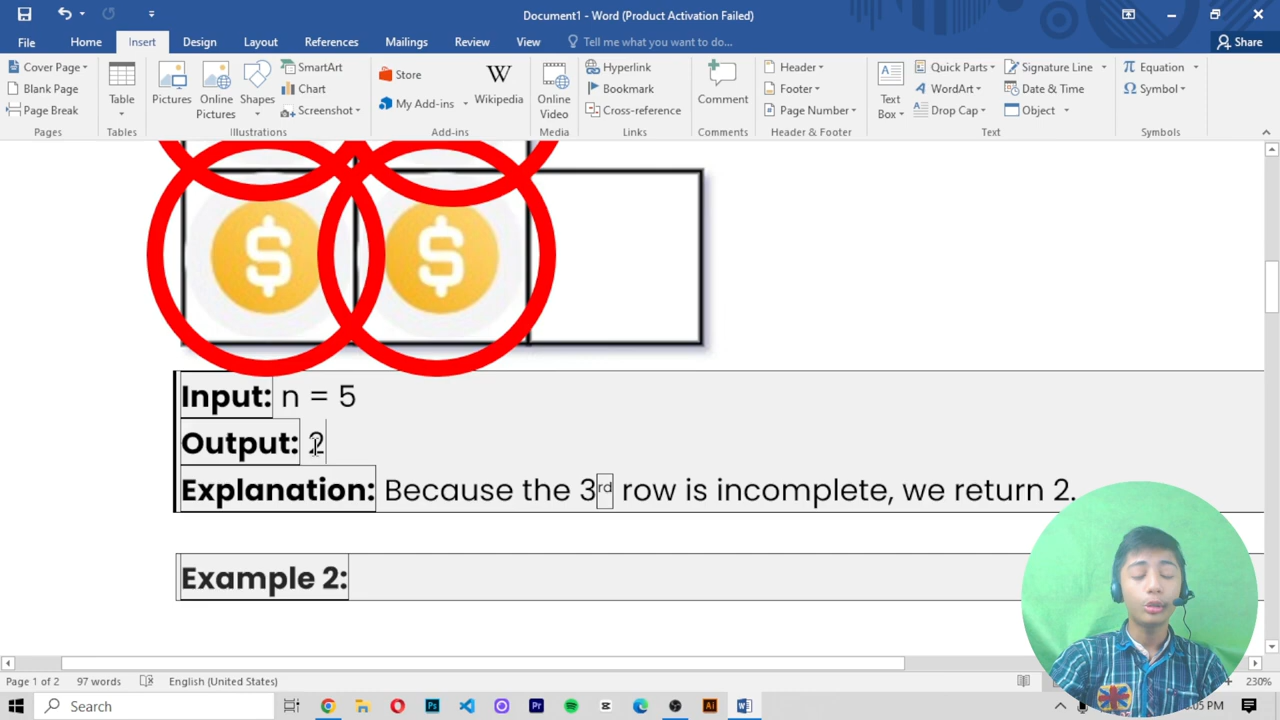 Document1 - Word (Product Activation Failed)
File Home Insert Design Layout References Mailings Review View Tell me what you want to do... Share
Cover Page
Blank Page
Page Break
Pages
Table
Tables
Pictures
Online Pictures
Shapes
SmartArt
Chart
Screenshot
Illustrations
Store
My Add-ins
W
Wikipedia
Add-ins
Online Video
Media
Hyperlink
Bookmark
Cross-reference
Links
Comment
Comments
Header
Footer
Page Number
Header & Footer
A
Text Box
Quick Parts
WordArt
Drop Cap
Signature Line
Date & Time
Object
Text
π Equation
Ω Symbol
Symbols
$ $
Input: n = 5
Output: 2
Explanation: Because the 3rd row is incomplete, we return 2.
Example 2:
Page 1 of 2 97 words English (United States) 230%
Search Ps Pr Ai :05 PM